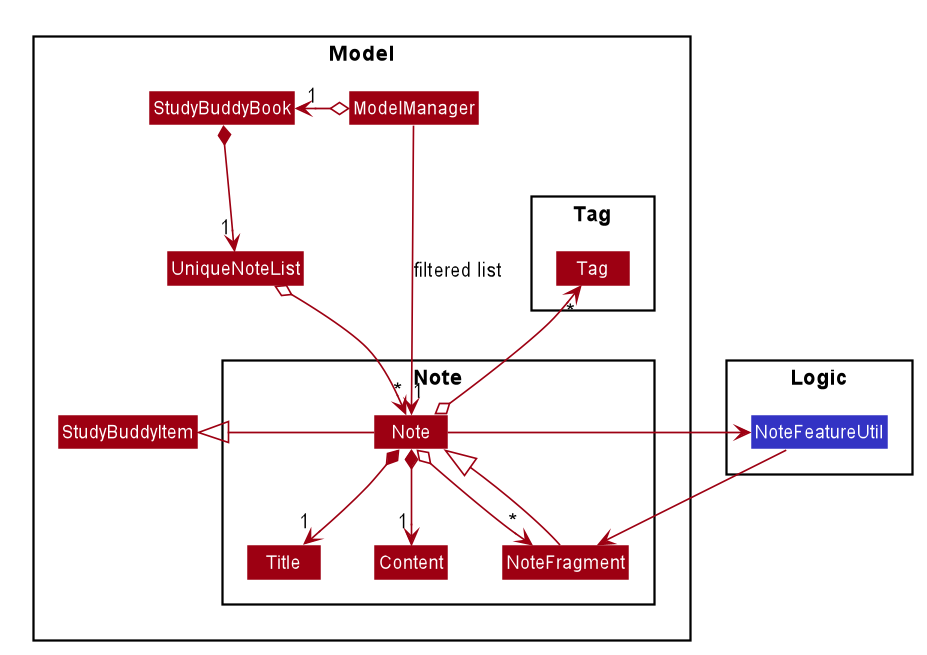 Model
1
StudyBuddyBook
ModelManager
Tag
1
UniqueNoteList
filtered list
Tag
*
Note
Logic
*
1
StudyBuddyItem
Note
NoteFeatureUtil
1
1
*
Title
Content
NoteFragment